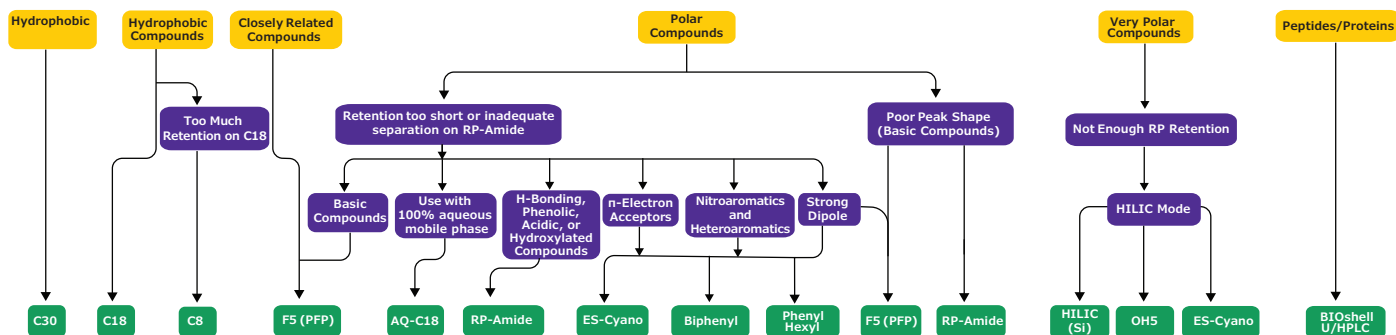 Hydrophobic
Hydrophobic
Compounds
Closely Related
Compounds
Polar
Compounds
Very Polar
Compounds
Peptides/Proteins
Too Much
Retention on C18
Retention too short or inadequate
separation on RP-Amide
Poor Peak Shape
(Basic Compounds)
Not Enough RP Retention
Basic
Compounds
Use with
100% aqueous
mobile phase
H-Bonding,
Phenolic,
Acidic, or
Hydroxylated
Compounds
π-Electron
Acceptors
Nitroaromatics
and
Heteroaromatics
Strong
Dipole
HILIC Mode
C30
C18
C8
F5 (PFP)
AQ-C18
RP-Amide
ES-Cyano
Biphenyl
Phenyl
Hexyl
F5 (PFP)
RP-Amide
HILIC
(Si)
OH5
ES-Cyano
BIOshell
U/HPLC